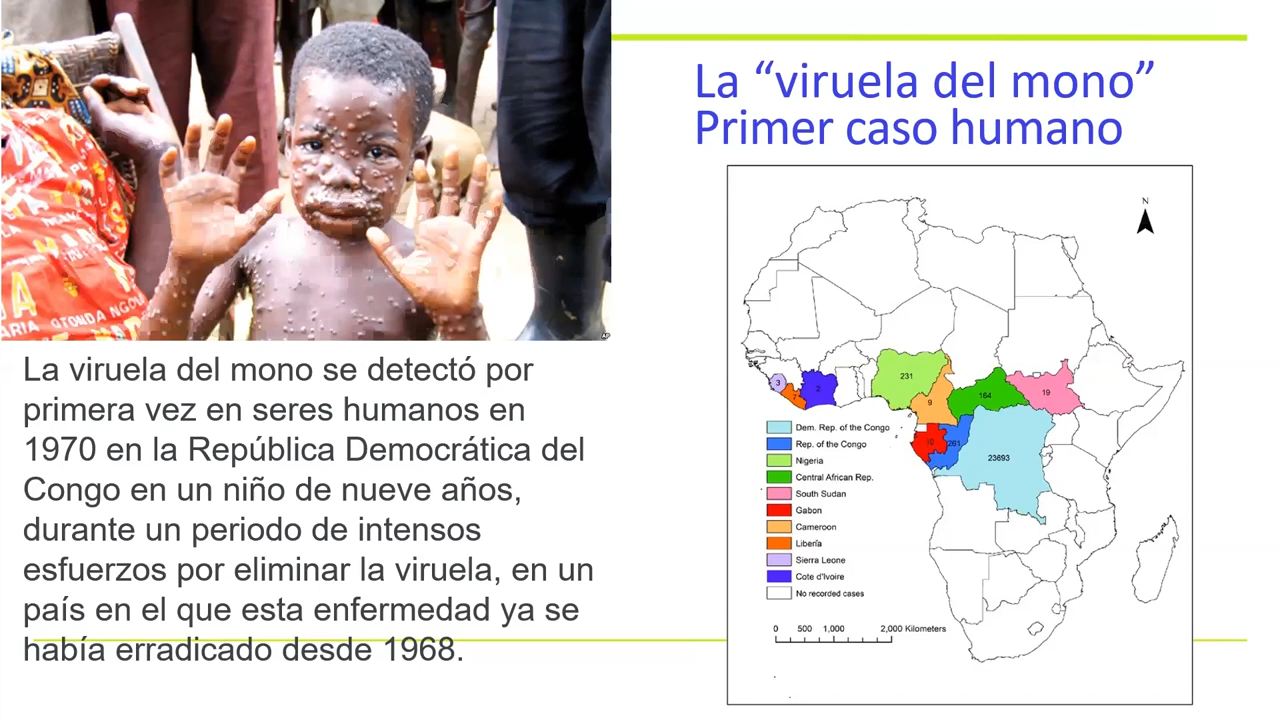 La “viruela del mono”
Primer caso humano
La viruela del mono se detectó por
primera vez en seres humanos en
1970 en la República Democrática del
Congo en un niño de nueve años,
durante un periodo de intensos
esfuerzos por eliminar la viruela, en un
país en el que esta enfermedad ya se
había erradicado desde 1968.
N
3
7
2
231
9
164
19
261
23693
Dem. Rep. of the Congo
Rep. of the Congo
Nigeria
Central African Rep.
South Sudan
Gabon
Cameroon
Liberia
Sierra Leone
Cote d'Ivoire
No recorded cases
0 500 1,000 2,000 Kilometers